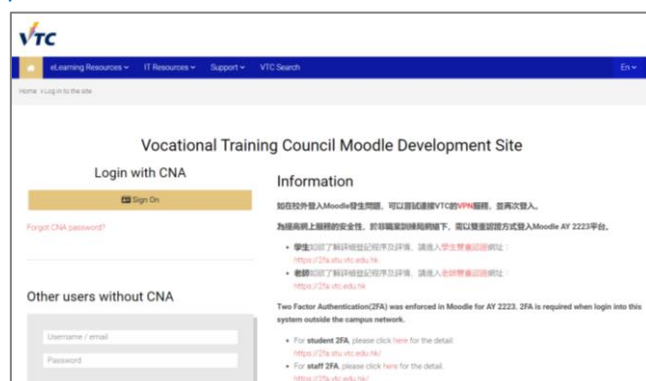 VTC
eLearning Resources
IT Resources
Support
VTC Search
En
Home
Log in to the site
Vocational Training Council Moodle Development Site
Login with CNA
Sign On
Forgot CNA password?
Other users without CNA
Username / email
Password
Information
如在校外登入Moodle發生問題，可以嘗試連接VTC的VPN服務，並再次登入。
為提高網上服務的安全性，於非職業訓練局網絡下，需以雙重認證方式登入Moodle AY 2223平台。
學生如欲了解詳細登記程序及詳情，請進入學生雙重認證網址：
https://2fa.stu.vtc.edu.hk
老師如欲了解詳細登記程序及詳情，請進入老師雙重認證網址：
https://2fa.vtc.edu.hk
Two Factor Authentication(2FA) was enforced in Moodle for AY 2223. 2FA is required when login into this
system outside the campus network.
For student 2FA, please click here for the detail.
https://2fa.stu.vtc.edu.hk/
For staff 2FA, please click here for the detail.
https://2fa.vtc.edu.hk/